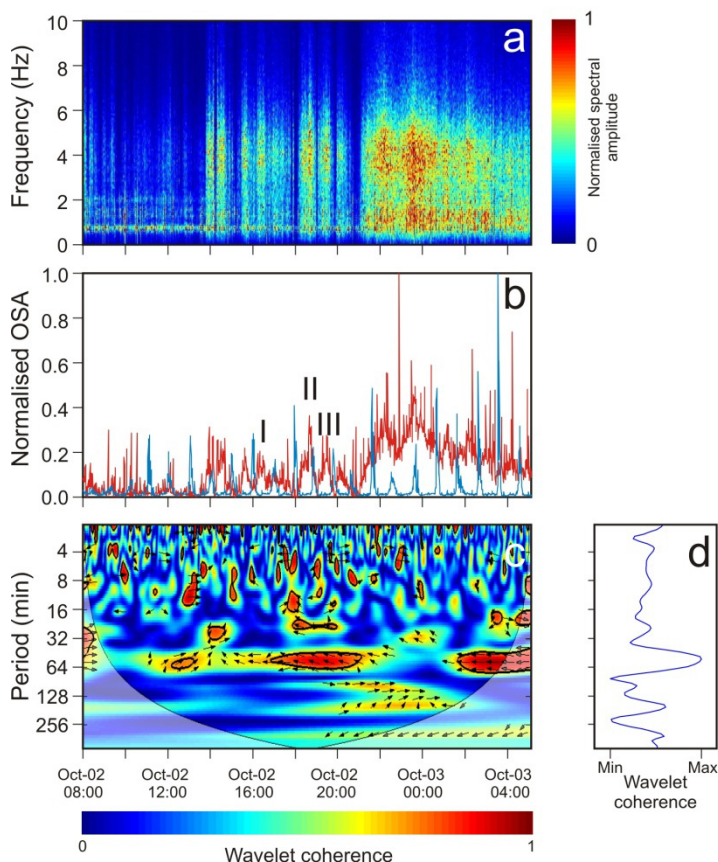 a
Frequency (Hz)
10
8
6
4
2
0
1
0
Normalised spectral
amplitude
b
Normalised OSA
1.0
0.8
0.6
0.4
0.2
0.0
I
II
III
c
Period (min)
4
8
16
32
64
128
256
Oct-02 Oct-02 Oct-02 Oct-02 Oct-03 Oct-03
08:00 12:00 16:00 20:00 00:00 04:00
0 1
Wavelet coherence
d
Min Max
Wavelet
coherence